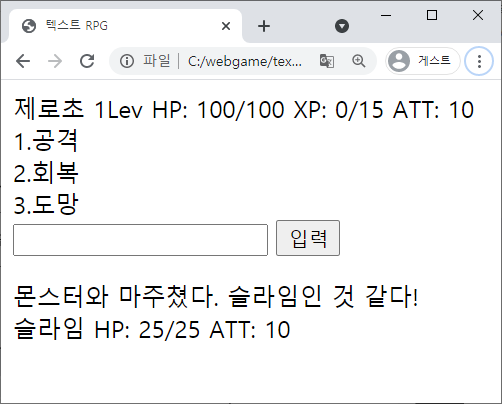 텍스트 RPG
파일
C:/webgame/tex...
게스트
제로초 1Lev HP: 100/100 XP: 0/15 ATT: 10
1.공격
2.회복
3.도망
입력
몬스터와 마주쳤다. 슬라임인 것 같다!
슬라임 HP: 25/25 ATT: 10